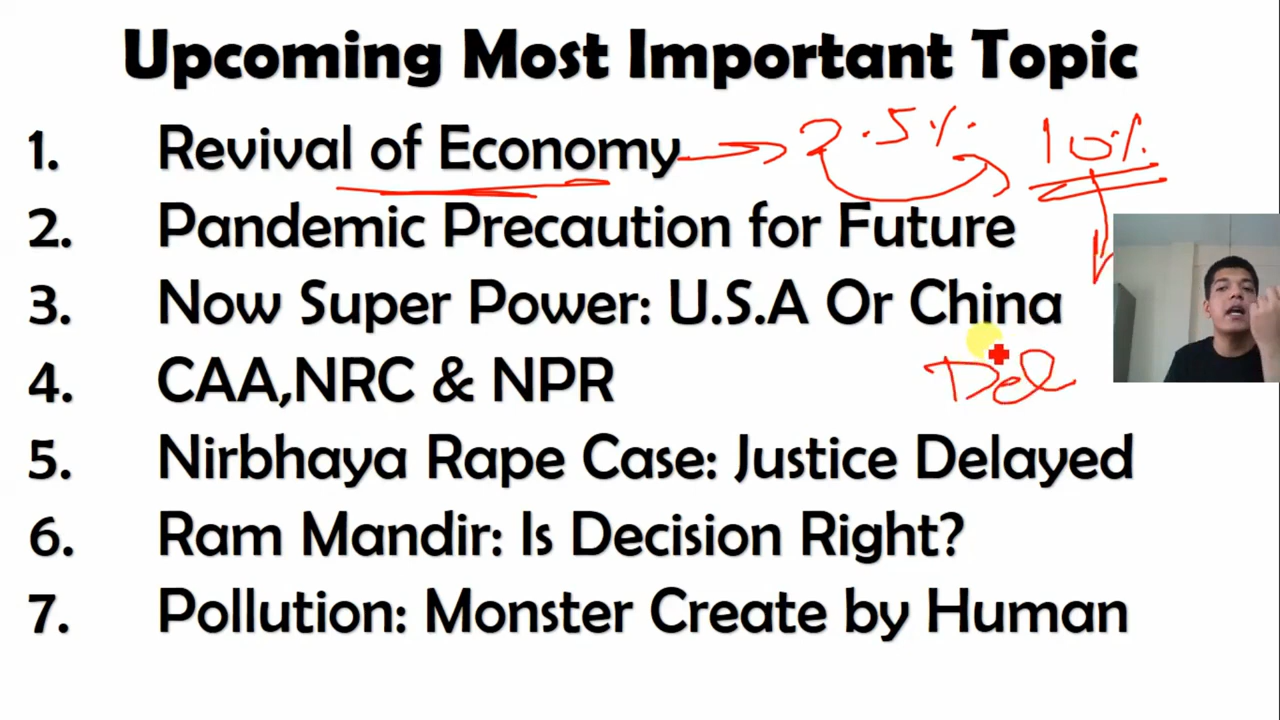 Upcoming Most Important Topic
1. Revival of Economy → 2.5% 10%
2. Pandemic Precaution for Future
3. Now Super Power: U.S.A Or China
Del
4. CAA,NRC & NPR
5. Nirbhaya Rape Case: Justice Delayed
6. Ram Mandir: Is Decision Right?
7. Pollution: Monster Create by Human